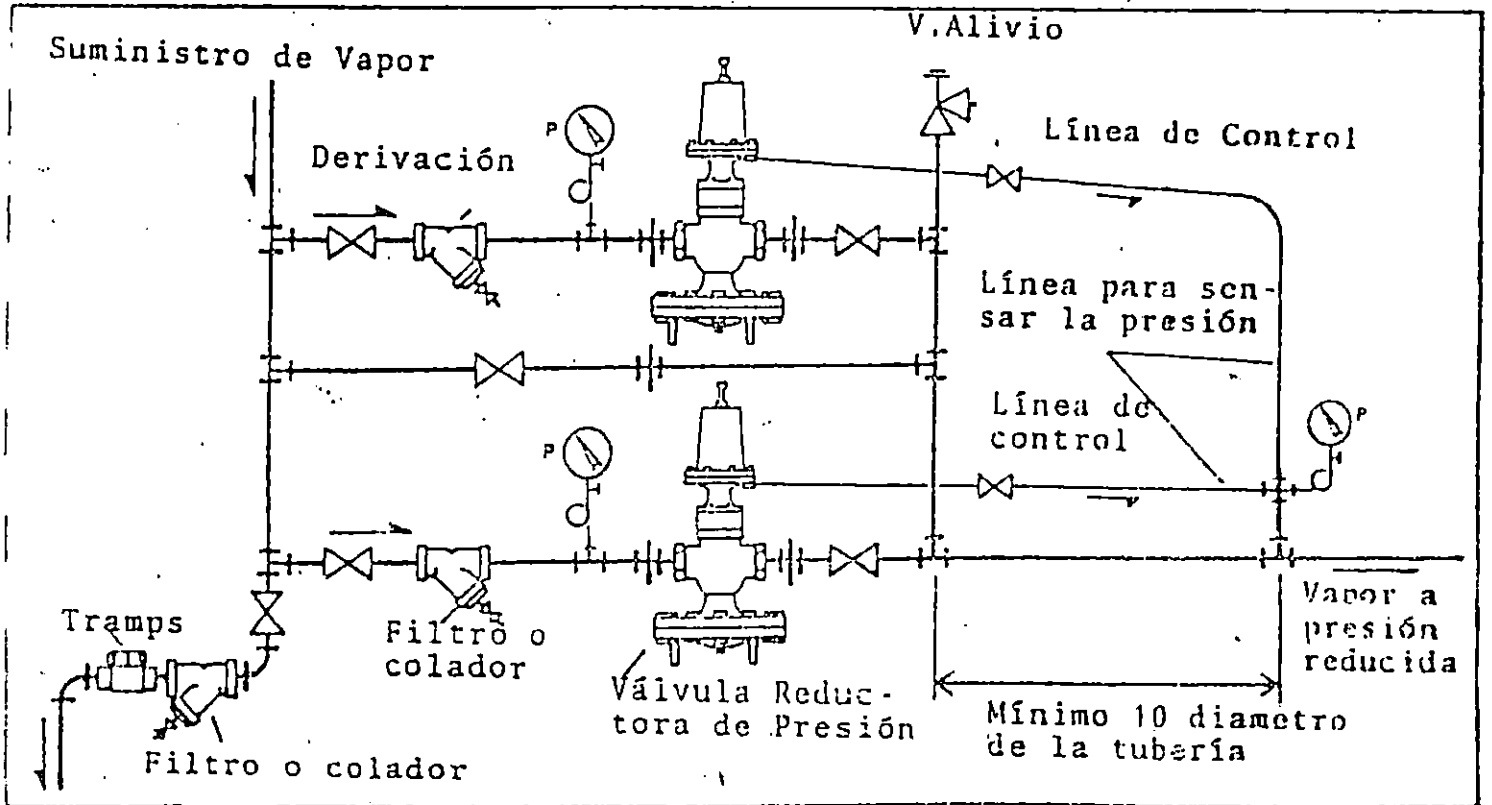 V.Alivio
Suministro de Vapor
P
Derivación
Línea de Control
Línea para sen-
sar la presión
Línea de
control
P
P
Tramps
Filtro o
colador
Válvula Reduc-
tora de Presión
Filtro o colador
Vapor a
presión
reducida
Mínimo 10 diametro
de la tubería